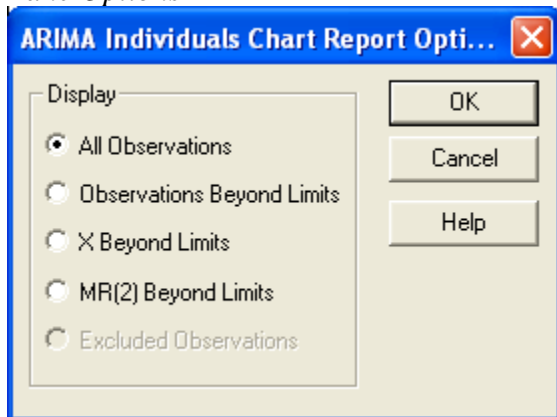 ARIMA Individuals Chart Report Opti...
Display
All Observations
Observations Beyond Limits
X Beyond Limits
MR(2) Beyond Limits
Excluded Observations
OK
Cancel
Help